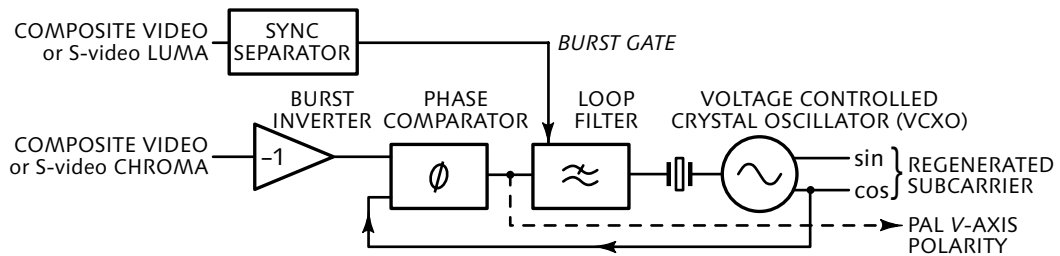 COMPOSITE VIDEO
or S-video LUMA
SYNC
SEPARATOR
BURST GATE
BURST
INVERTER
PHASE
COMPARATOR
LOOP
FILTER
VOLTAGE CONTROLLED
CRYSTAL OSCILLATOR (VCXO)
COMPOSITE VIDEO
or S-video CHROMA
–1
ϕ
sin
cos
REGENERATED
SUBCARRIER
PAL V-AXIS
POLARITY